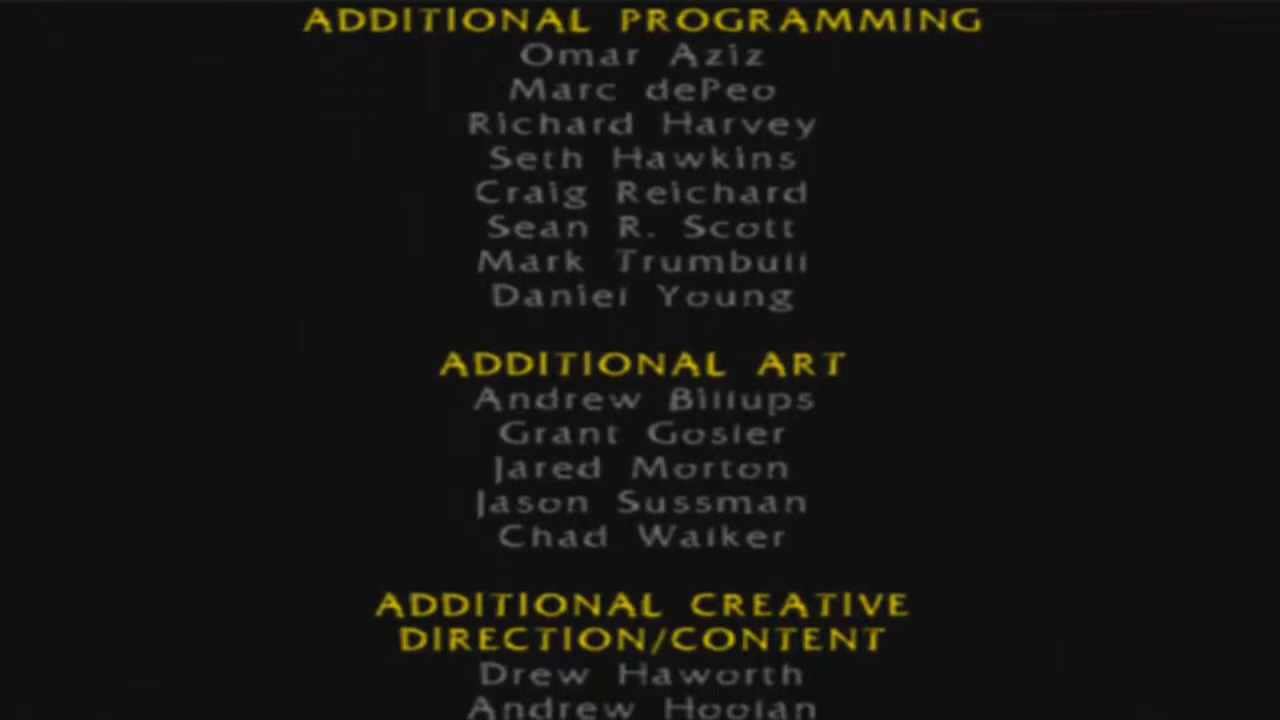 ADDITIONAL PROGRAMMING
Omar Aziz
Marc dePeo
Richard Harvey
Seth Hawkins
Craig Reichard
Sean R. Scott
Mark Trumbull
Daniel Young
ADDITIONAL ART
Andrew Billups
Grant Gosler
Jared Morton
Jason Sussman
Chad Walker
ADDITIONAL CREATIVE
DIRECTION/CONTENT
Drew Haworth
Andrew Hoolan